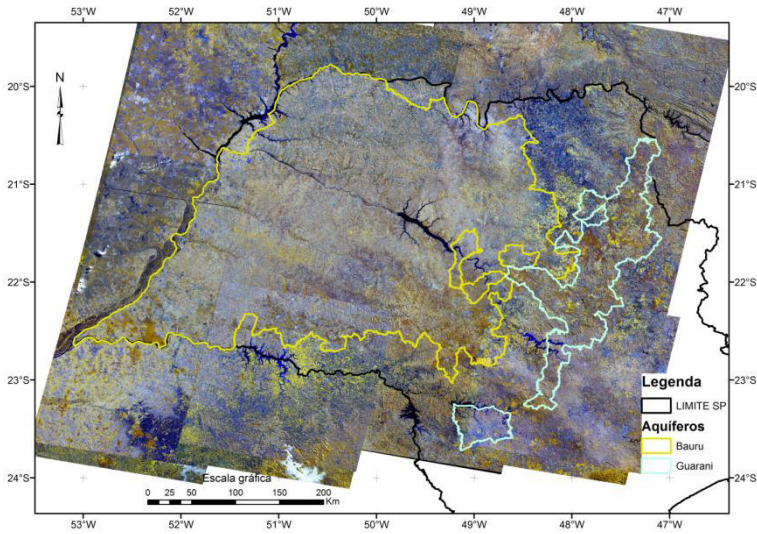 53°W 52°W 51°W 50°W 49°W 48°W 47°W
20°S 20°S
N
21°S 21°S
22°S 22°S
23°S 23°S
24°S 24°S
Legenda
LIMITE SP
Aquíferos
Bauru
Guarani
Escala gráfica
0 25 50 100 150 200
Km
53°W 52°W 51°W 50°W 49°W 48°W 47°W